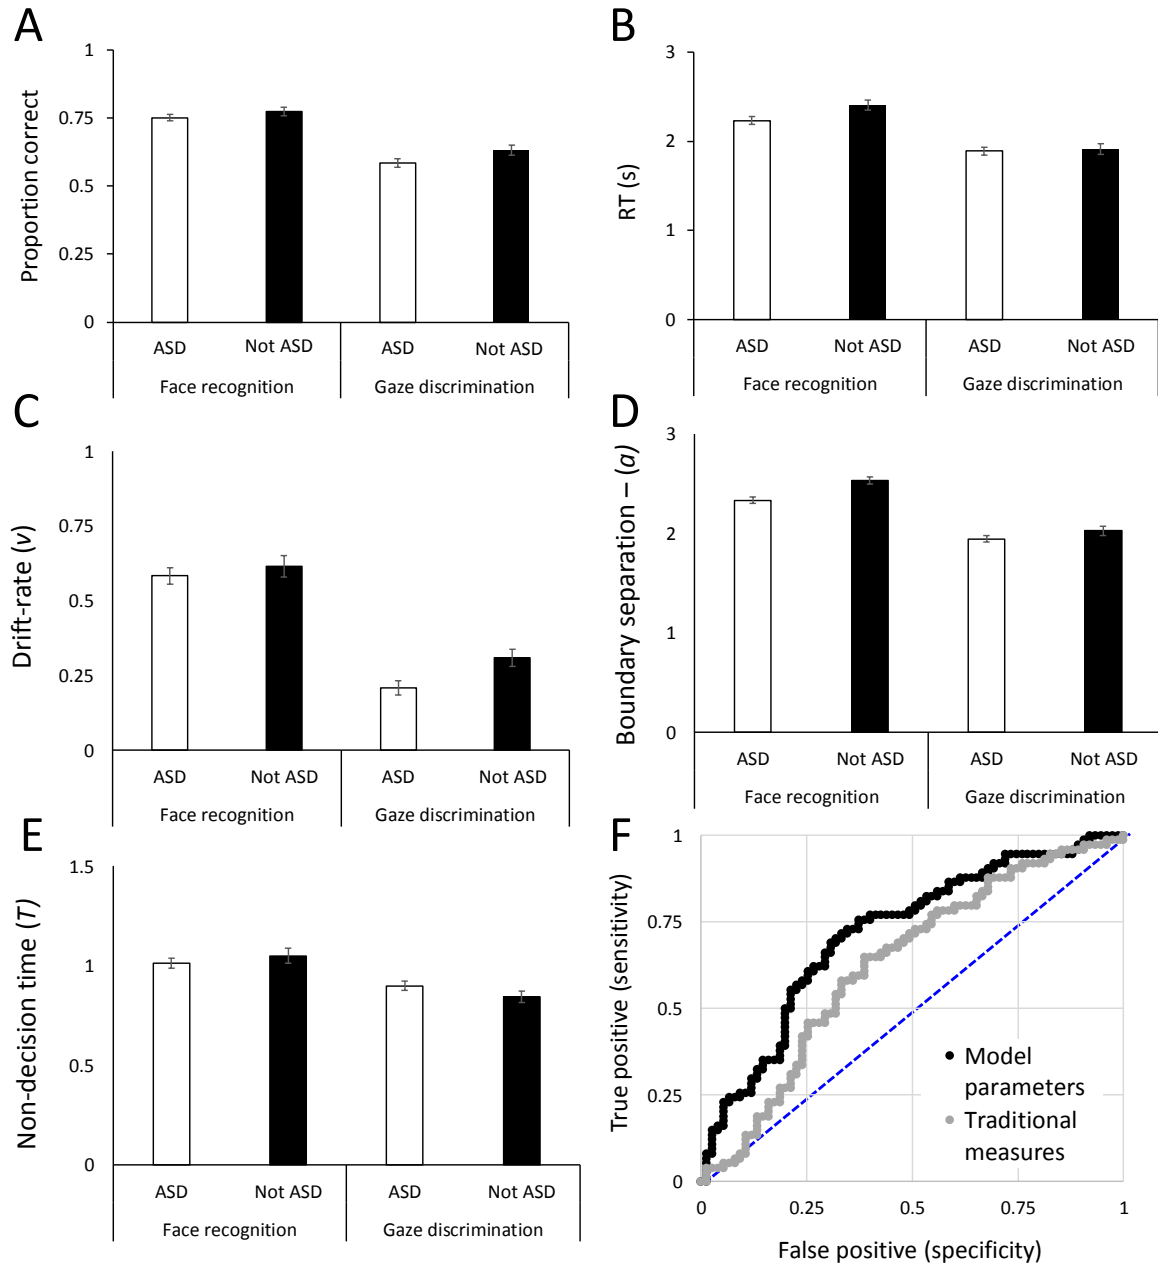 A
Proportion correct
1
0.75
0.5
0.25
0
ASD Not ASD ASD Not ASD
Face recognition Gaze discrimination
B
RT (s)
3
2
1
0
ASD Not ASD ASD Not ASD
Face recognition Gaze discrimination
C
Drift-rate (v)
1
0.75
0.5
0.25
0
ASD Not ASD ASD Not ASD
Face recognition Gaze discrimination
D
Boundary separation – (a)
3
2
1
0
ASD Not ASD ASD Not ASD
Face recognition Gaze discrimination
E
Non-decision time (T)
1.5
1
0.5
0
ASD Not ASD ASD Not ASD
Face recognition Gaze discrimination
F
True positive (sensitivity)
1
0.75
0.5
0.25
0
Model
parameters
Traditional
measures
0 0.25 0.5 0.75 1
False positive (specificity)